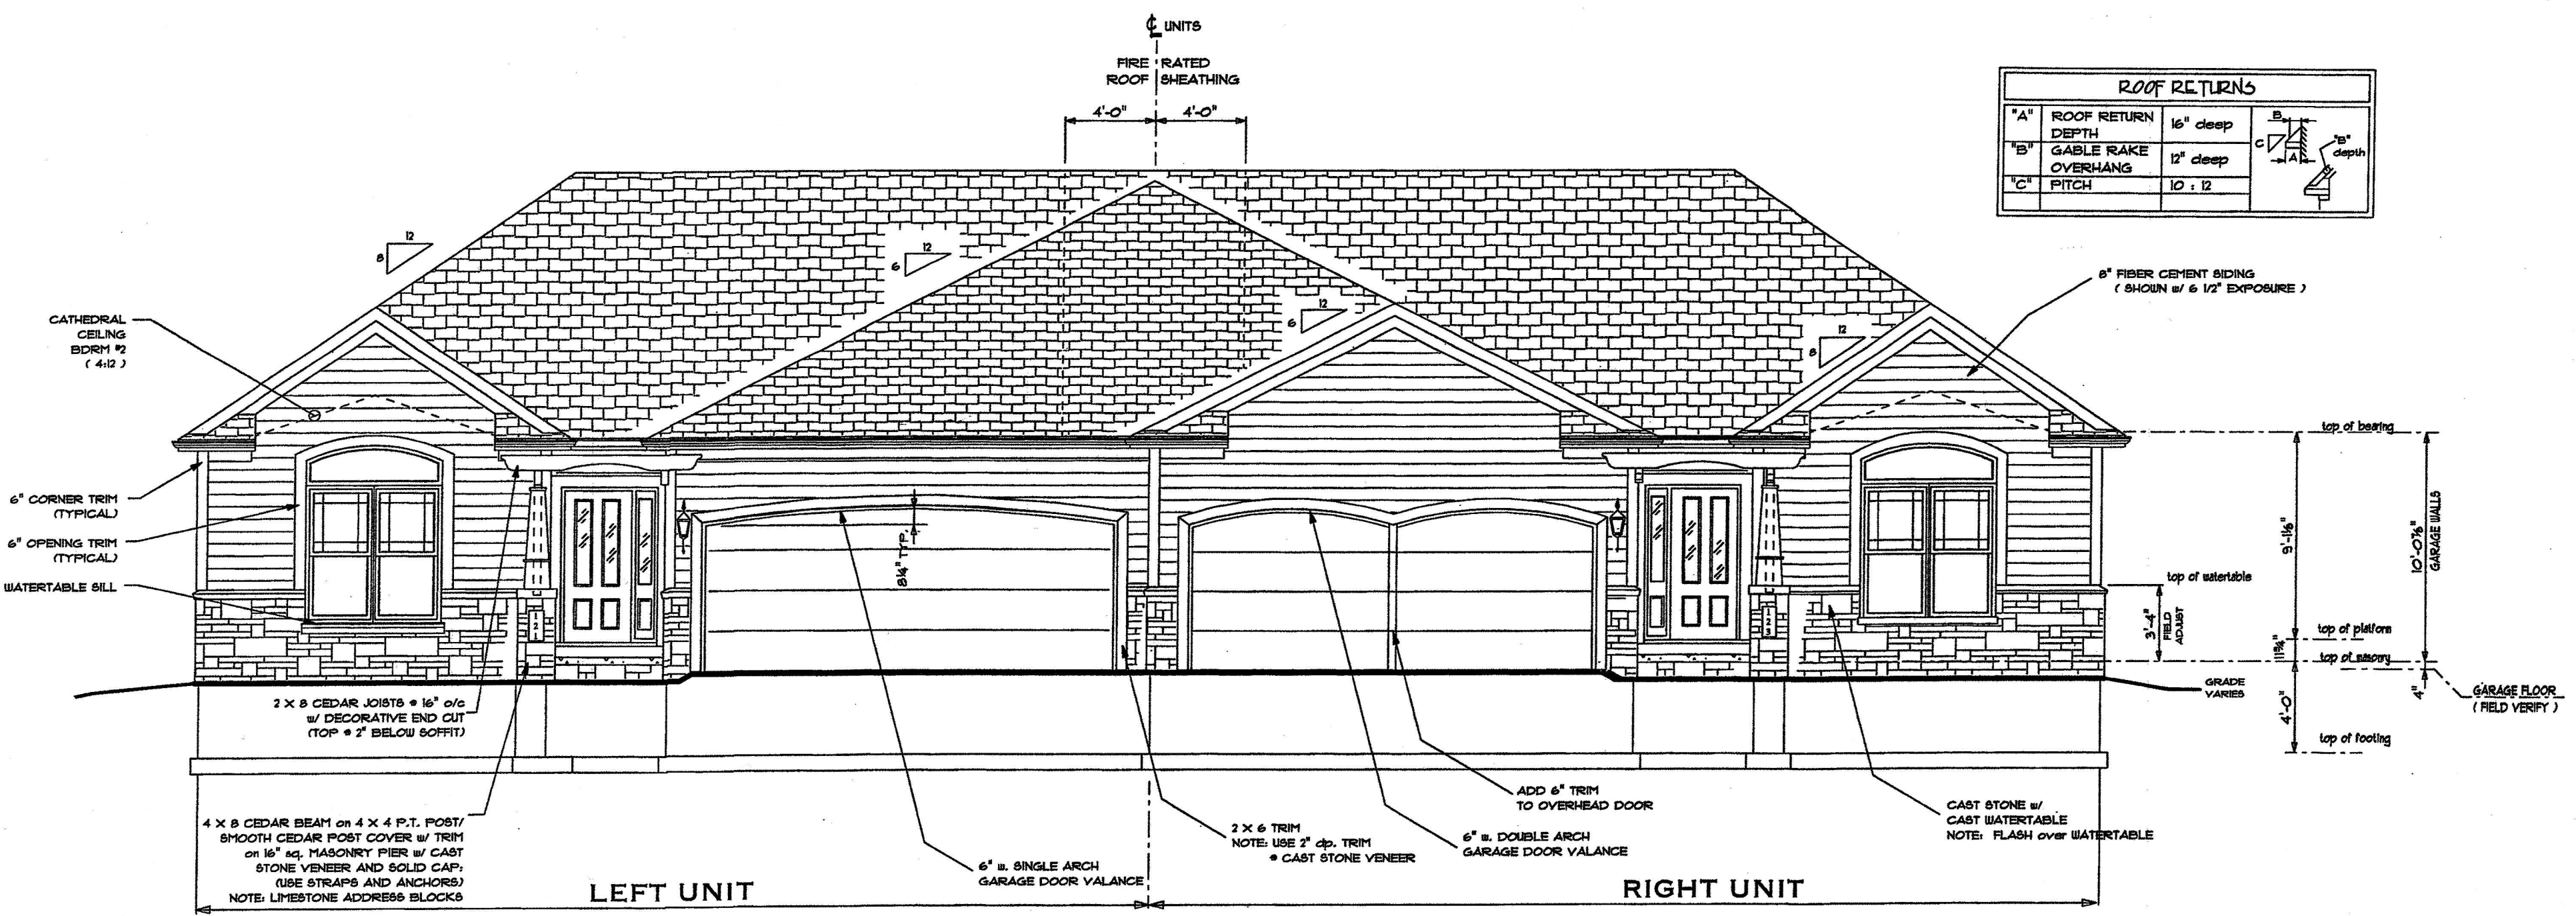 ℄ UNITS
FIRE RATED
ROOF SHEATHING
4'-0" 4'-0"
ROOF RETURNS
"A" ROOF RETURN DEPTH 16" deep
"B" GABLE RAKE OVERHANG 12" deep
"C" PITCH 10 : 12
B
C
A
"B"
depth
12
8
12
6
12
6
12
8
8" FIBER CEMENT SIDING
( SHOWN w/ 6 1/2" EXPOSURE )
CATHEDRAL
CEILING
BDRM #2
( 4:12 )
6" CORNER TRIM
(TYPICAL)
6" OPENING TRIM
(TYPICAL)
WATERTABLE SILL
8¼" TYP.
121
123
top of bearing
9'-1⅛"
10'-0⅞"
GARAGE WALLS
top of watertable
3'-4"
FIELD
ADJUST
top of platform
11¾"
top of masonry
GRADE
VARIES
4'-0"
4"
GARAGE FLOOR
( FIELD VERIFY )
top of footing
2 X 8 CEDAR JOISTS @ 16" o/c
w/ DECORATIVE END CUT
(TOP @ 2" BELOW SOFFIT)
4 X 8 CEDAR BEAM on 4 X 4 P.T. POST/
SMOOTH CEDAR POST COVER w/ TRIM
on 16" sq. MASONRY PIER w/ CAST
STONE VENEER AND SOLID CAP:
(USE STRAPS AND ANCHORS)
NOTE: LIMESTONE ADDRESS BLOCKS
6" w. SINGLE ARCH
GARAGE DOOR VALANCE
2 X 6 TRIM
NOTE: USE 2" dp. TRIM
@ CAST STONE VENEER
6" w. DOUBLE ARCH
GARAGE DOOR VALANCE
ADD 6" TRIM
TO OVERHEAD DOOR
CAST STONE w/
CAST WATERTABLE
NOTE: FLASH over WATERTABLE
LEFT UNIT
RIGHT UNIT